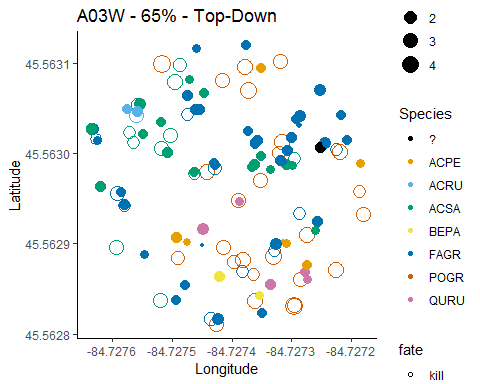 A03W - 65% - Top-Down
2
3
4
Species
?
ACPE
ACRU
ACSA
BEPA
FAGR
POGR
QURU
fate
kill
45.5631
45.5630
45.5629
45.5628
Latitude
-84.7276 -84.7275 -84.7274 -84.7273 -84.7272
Longitude